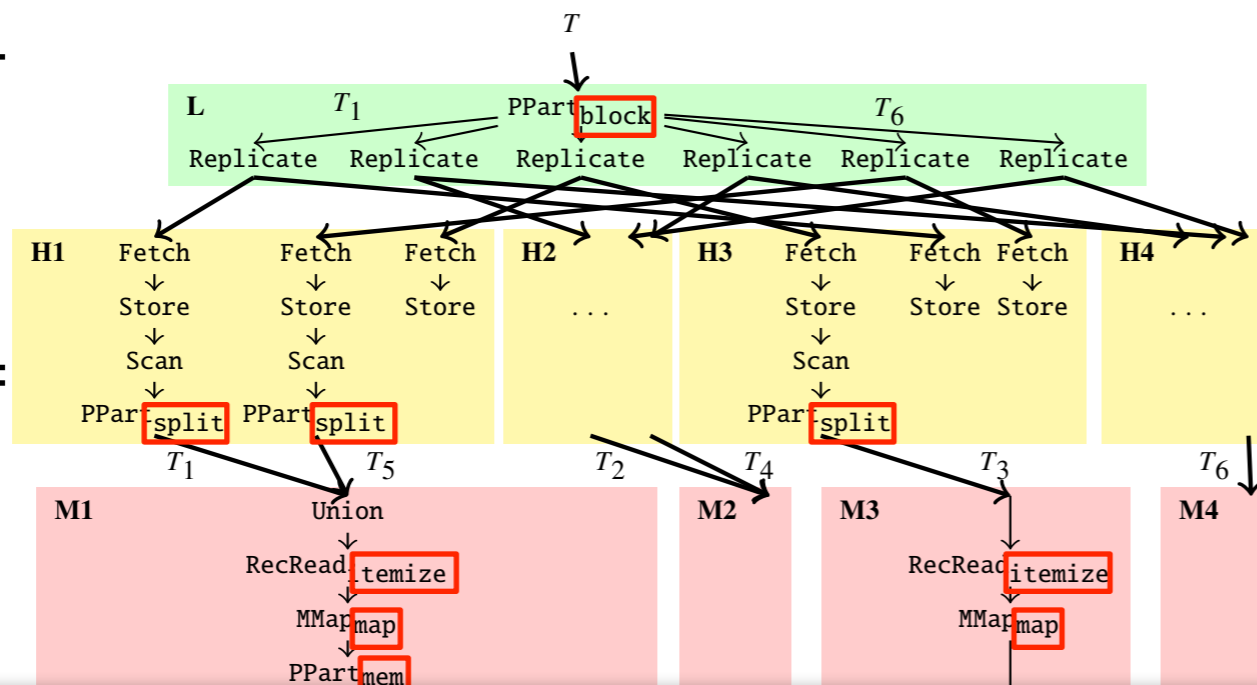 T
L T1 PPart block T6
Replicate Replicate Replicate Replicate Replicate Replicate
H1 Fetch Fetch Fetch H2 H3 Fetch Fetch Fetch H4
Store Store Store ... Store Store Store ...
Scan Scan Scan
PPart split PPart split PPart split
T1 T5 T2 T4 T3 T6
M1 Union M2 M3 M4
RecRead itemize RecRead itemize
MMap map MMap map
PPart mem